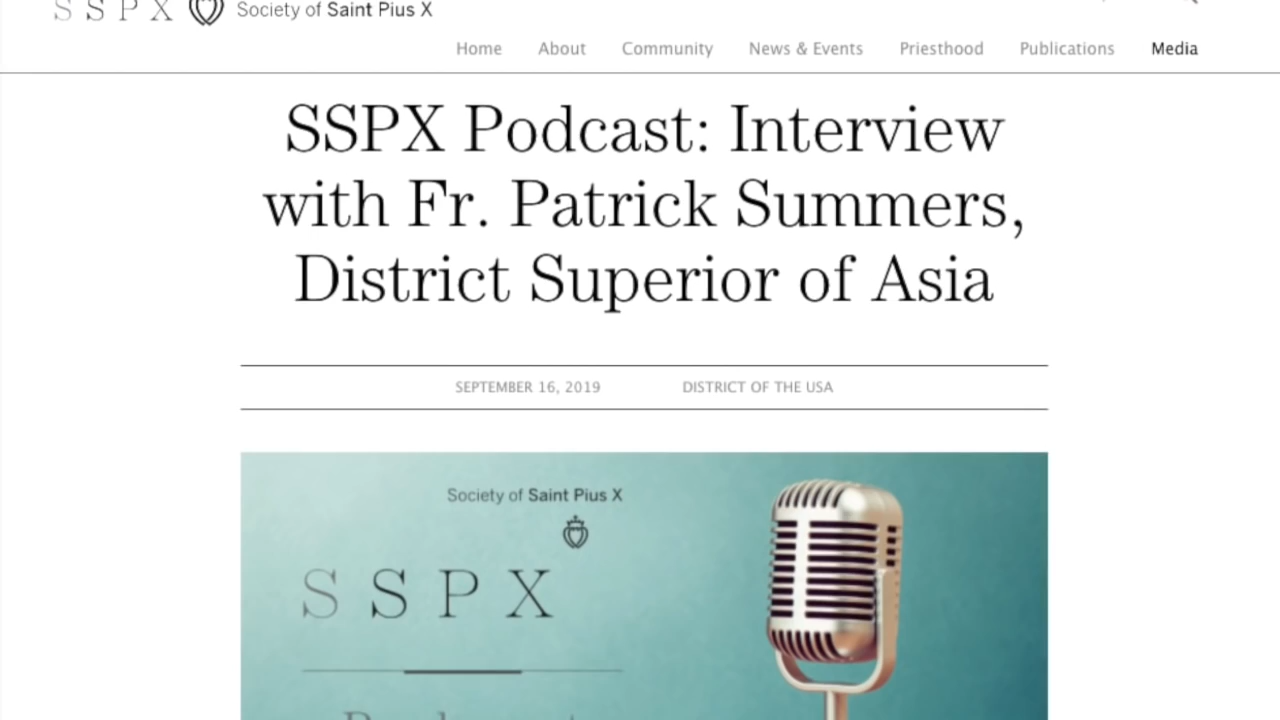 SSPX Society of Saint Pius X
Home About Community News & Events Priesthood Publications Media
SSPX Podcast: Interview
with Fr. Patrick Summers,
District Superior of Asia
SEPTEMBER 16, 2019 DISTRICT OF THE USA
Society of Saint Pius X
SSPX